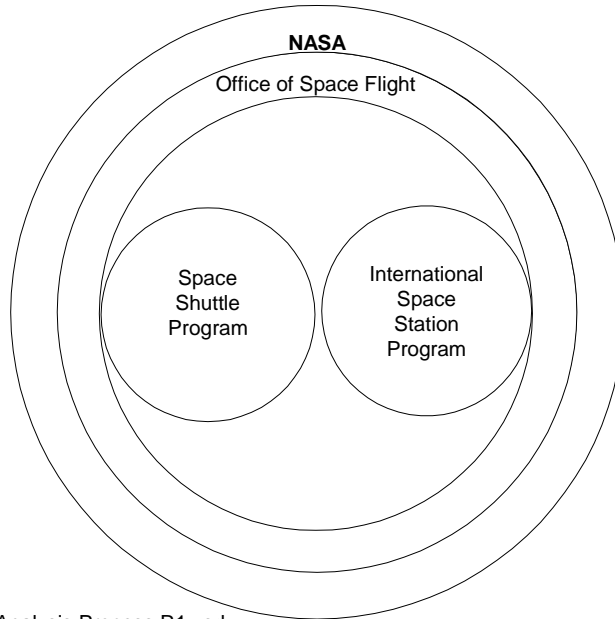 NASA
Office of Space Flight
Space
Shuttle
Program
International
Space
Station
Program